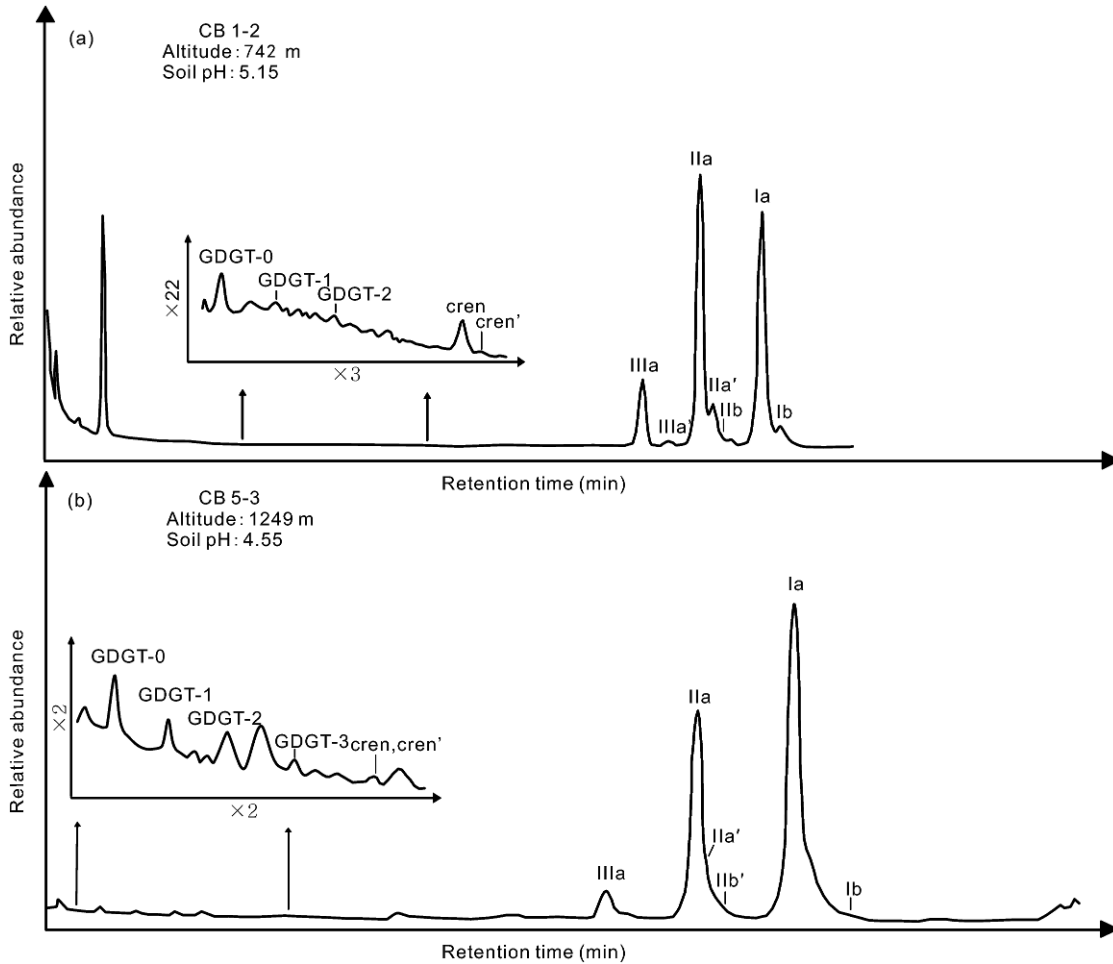 (a)
CB 1-2
Altitude: 742 m
Soil pH: 5.15
Relative abundance
×22
GDGT-0
GDGT-1
GDGT-2
cren
cren’
×3
IIIa
IIIa’
IIa
IIa′
IIb
Ia
Ib
Retention time (min)
(b)
CB 5-3
Altitude: 1249 m
Soil pH: 4.55
Relative abundance
×2
GDGT-0
GDGT-1
GDGT-2
GDGT-3
cren,cren’
×2
IIIa
IIa
IIa′
IIb′
Ia
Ib
Retention time (min)